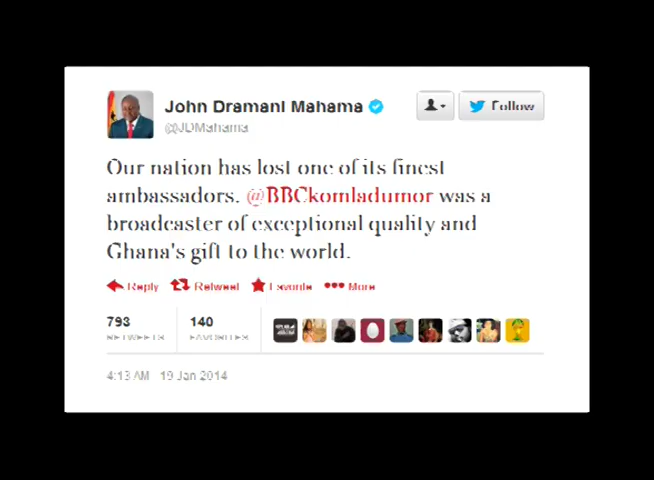 John Dramani Mahama
Follow
@JDMahama
Our nation has lost one of its finest
ambassadors. @BBCkomladumor was a
broadcaster of exceptional quality and
Ghana's gift to the world.
Reply Retweet Favorite More
793 140
RETWEETS FAVORITES
4:13 AM 19 Jan 2014